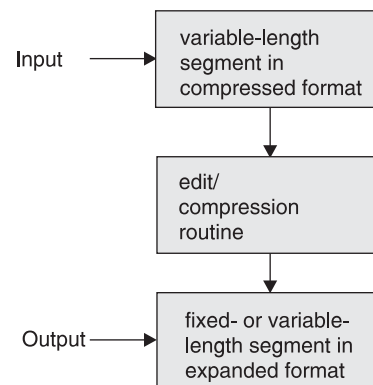 Input
variable-length
segment in
compressed format
edit/
compression
routine
Output
fixed- or variable-
length segment in
expanded format